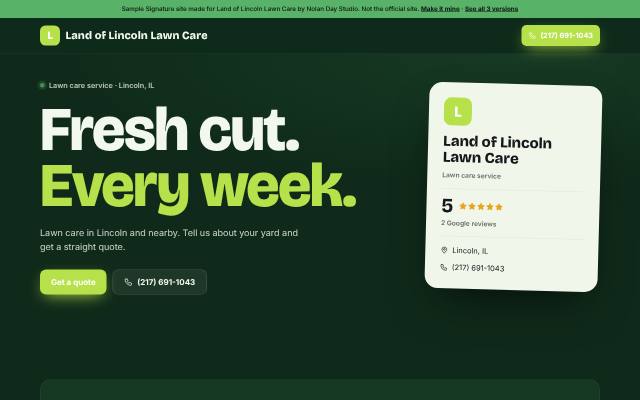 Sample Signature site made for Land of Lincoln Lawn Care by Nolan Day Studio. Not the official site. Make it mine · See all 3 versions
L Land of Lincoln Lawn Care
(217) 691-1043
Lawn care service · Lincoln, IL
Fresh cut.
Every week.
Lawn care in Lincoln and nearby. Tell us about your yard and
get a straight quote.
Get a quote
(217) 691-1043
L
Land of Lincoln
Lawn Care
Lawn care service
5
2 Google reviews
Lincoln, IL
(217) 691-1043